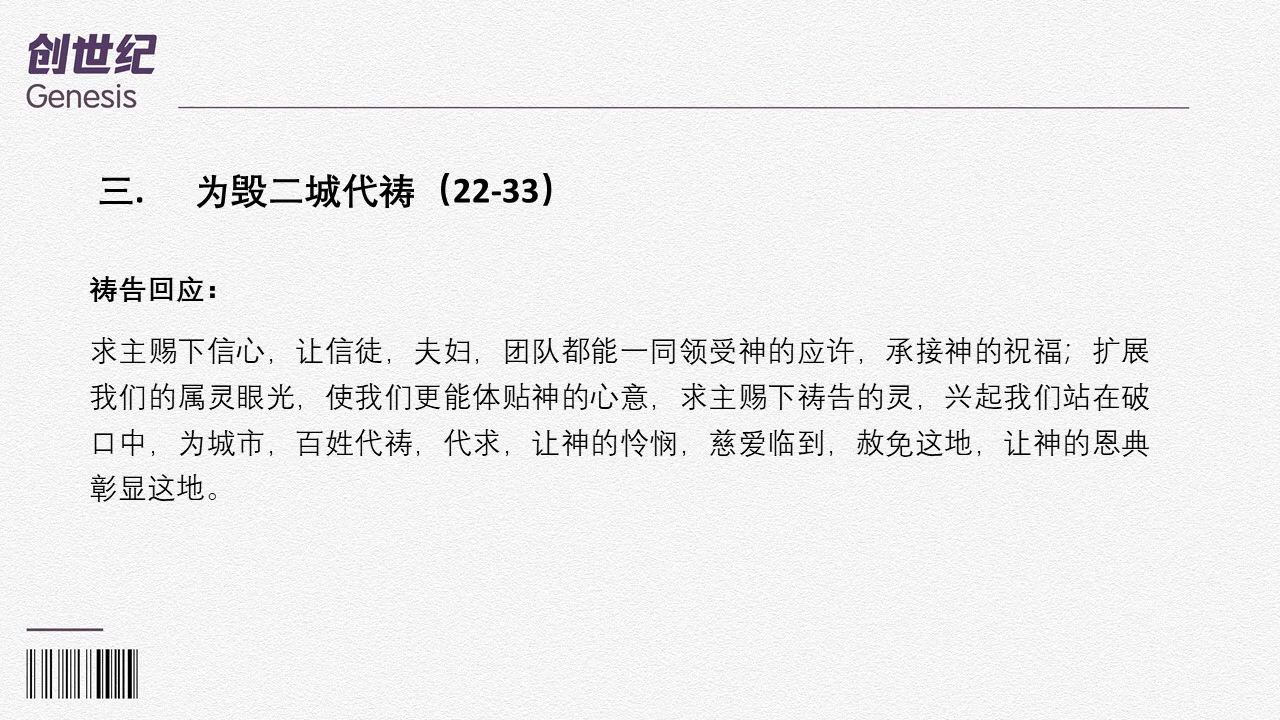 创世纪
Genesis
三. 为毁二城代祷（22-33）
祷告回应：
求主赐下信心，让信徒，夫妇，团队都能一同领受神的应许，承接神的祝福；扩展
我们的属灵眼光，使我们更能体贴神的心意，求主赐下祷告的灵，兴起我们站在破
口中，为城市，百姓代祷，代求，让神的怜悯，慈爱临到，赦免这地，让神的恩典
彰显这地。